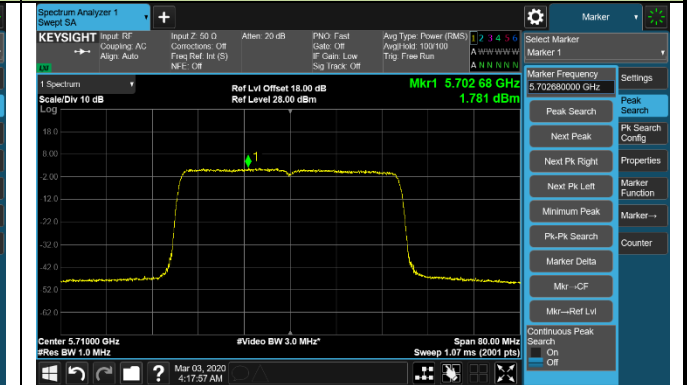 Spectrum Analyzer 1
Swept SA
Marker
KEYSIGHT Input: RF
Coupling: AC
Align: Auto
Input Z: 50 Ω
Corrections: Off
Freq Ref: Int (S)
NFE: Off
Atten: 20 dB
PNO: Fast
Gate: Off
IF Gain: Low
Sig Track: Off
Avg Type: Power (RMS)
Avg|Hold: 100/100
Trig: Free Run
1 2 3 4 5 6
A W W W W W
A N N N N N
LXI
Select Marker
Marker 1
1 Spectrum
Scale/Div 10 dB
Log
Ref Lvl Offset 18.00 dB
Ref Level 28.00 dBm
Mkr1 5.702 68 GHz
1.781 dBm
18.0
8.00
-2.00
-12.0
-22.0
-32.0
-42.0
-52.0
-62.0
1
Center 5.71000 GHz
#Res BW 1.0 MHz
#Video BW 3.0 MHz*
Span 80.00 MHz
Sweep 1.07 ms (2001 pts)
Marker Frequency
5.702680000 GHz
Peak Search
Next Peak
Next Pk Right
Next Pk Left
Minimum Peak
Pk-Pk Search
Marker Delta
Mkr→CF
Mkr→Ref Lvl
Continuous Peak
Search
On
Off
Settings
Peak
Search
Pk Search
Config
Properties
Marker
Function
Marker→
Counter
?
Mar 03, 2020
4:17:57 AM